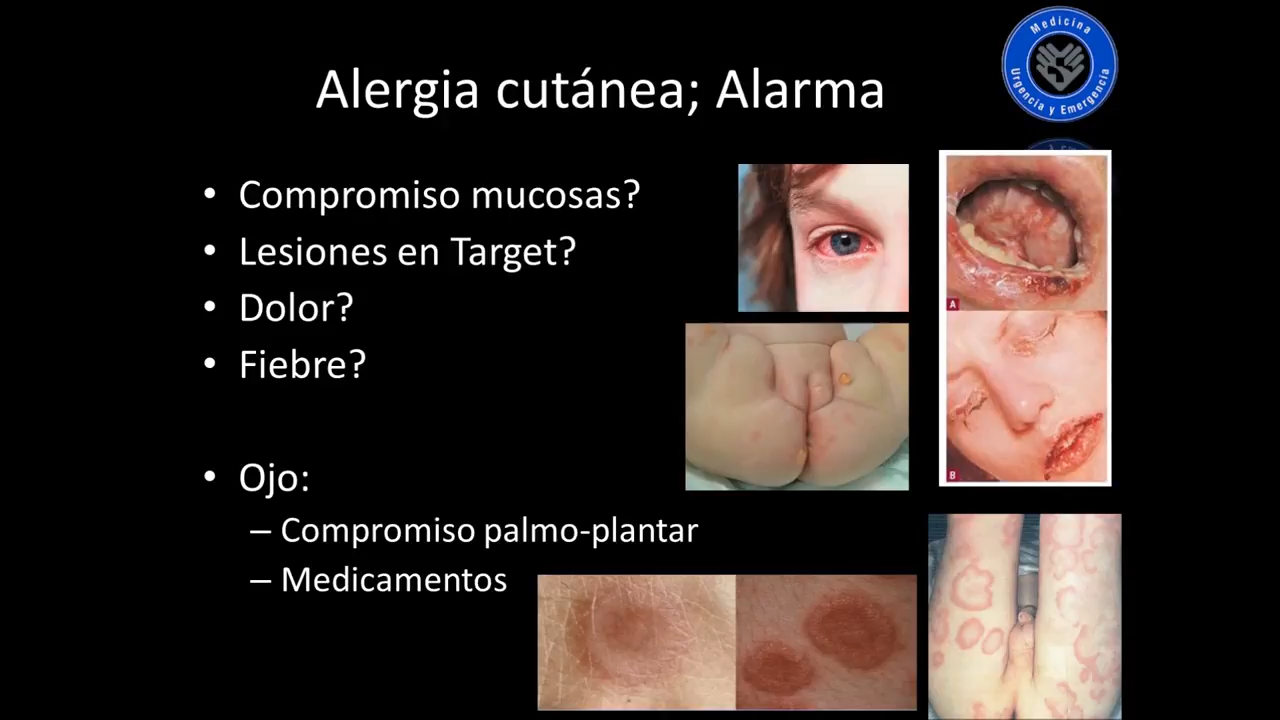 Medicina
Urgencia y Emergencia
Alergia cutánea; Alarma
• Compromiso mucosas?
• Lesiones en Target?
• Dolor?
• Fiebre?
• Ojo:
– Compromiso palmo-plantar
– Medicamentos
A
B